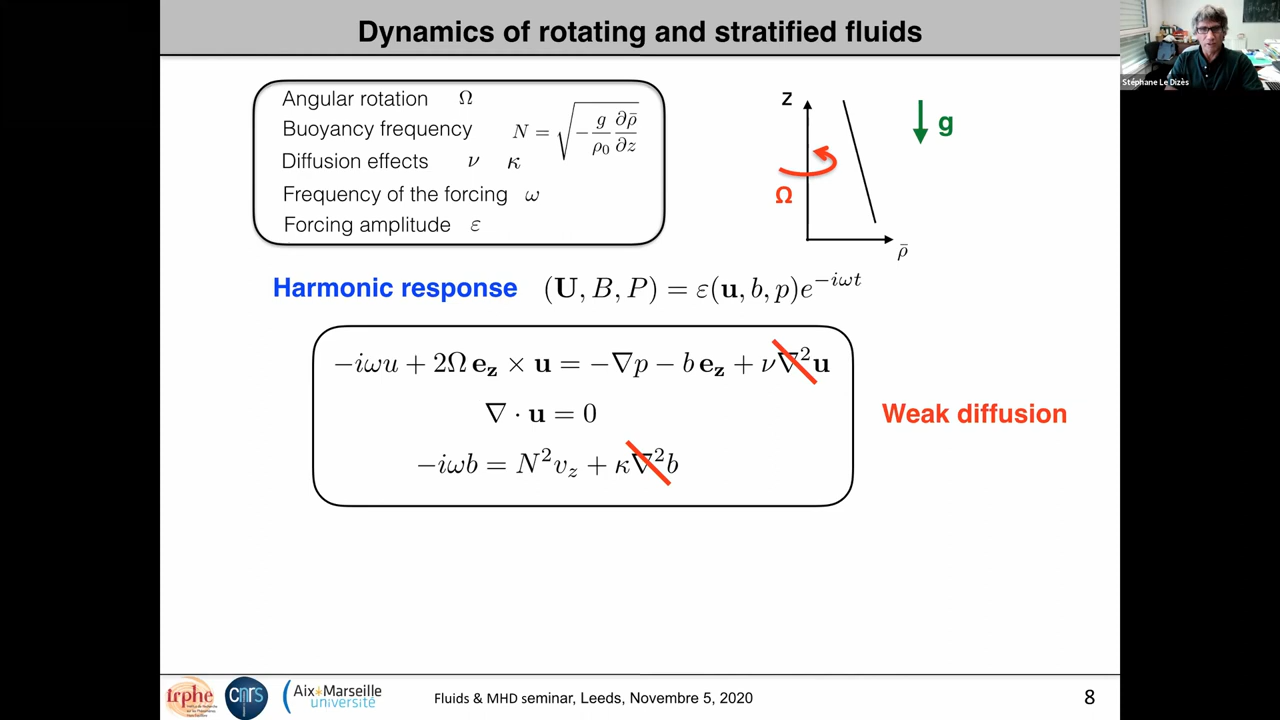 Dynamics of rotating and stratified fluids
Stéphane Le Dizès
Angular rotation Ω
Buoyancy frequency N = √(−(g/ρ₀)(∂ρ̄/∂z))
Diffusion effects ν κ
Frequency of the forcing ω
Forcing amplitude ε
z
g
Ω
ρ̄
Harmonic response (U, B, P) = ε(u, b, p)e^{−iωt}
−iωu + 2Ω e_z × u = −∇p − b e_z + ν∇²u
∇ · u = 0
−iωb = N²v_z + κ∇²b
Weak diffusion
irphe
cnrs
Aix*Marseille
université
Fluids & MHD seminar, Leeds, Novembre 5, 2020
8